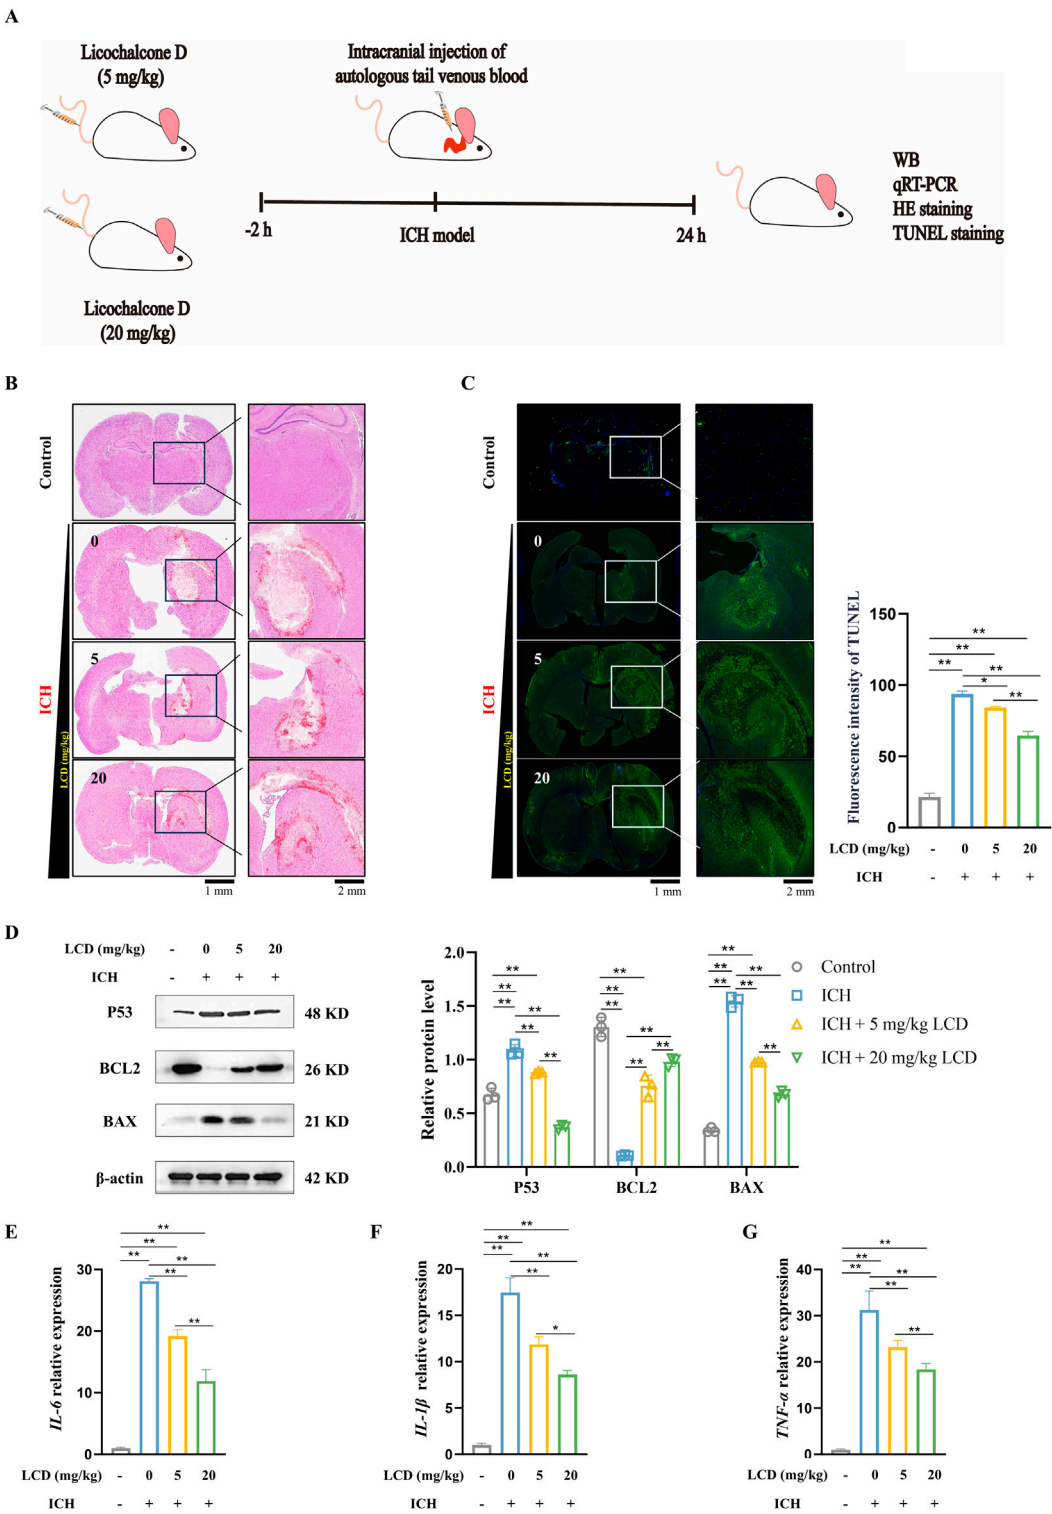 A
Licochalcone D
(5 mg/kg)
Intracranial injection of
autologous tail venous blood
WB
qRT-PCR
HE staining
TUNEL staining
-2 h
ICH model
24 h
Licochalcone D
(20 mg/kg)
B
Control
0
5
20
ICH
LCD (mg/kg)
1 mm
2 mm
C
Control
0
5
20
ICH
LCD (mg/kg)
1 mm
2 mm
Fluorescence intensity of TUNEL
150
100
50
0
** ** ** ** * **
LCD (mg/kg) - 0 5 20
ICH - + + +
D
LCD (mg/kg) - 0 5 20
ICH - + + +
P53 48 KD
BCL2 26 KD
BAX 21 KD
β-actin 42 KD
Relative protein level
2.0
1.5
1.0
0.5
0.0
** ** ** ** ** **
** ** ** ** ** **
** ** ** ** ** **
P53 BCL2 BAX
Control
ICH
ICH + 5 mg/kg LCD
ICH + 20 mg/kg LCD
E
IL-6 relative expression
30
20
10
0
** ** ** ** ** **
LCD (mg/kg) - 0 5 20
ICH - + + +
F
IL-1β relative expression
20
15
10
5
0
** ** ** ** ** *
LCD (mg/kg) - 0 5 20
ICH - + + +
G
TNF-α relative expression
40
30
20
10
0
** ** ** ** ** **
LCD (mg/kg) - 0 5 20
ICH - + + +